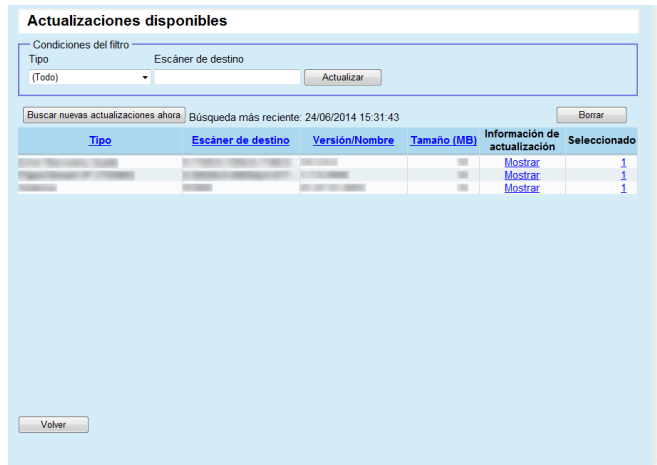 Actualizaciones disponibles
Condiciones del filtro
Tipo Escáner de destino
(Todo) Actualizar
Buscar nuevas actualizaciones ahora Búsqueda más reciente: 24/06/2014 15:31:43 Borrar
Tipo Escáner de destino Versión/Nombre Tamaño (MB) Información de actualización Seleccionado
Mostrar 1
Mostrar 1
Mostrar 1
Volver